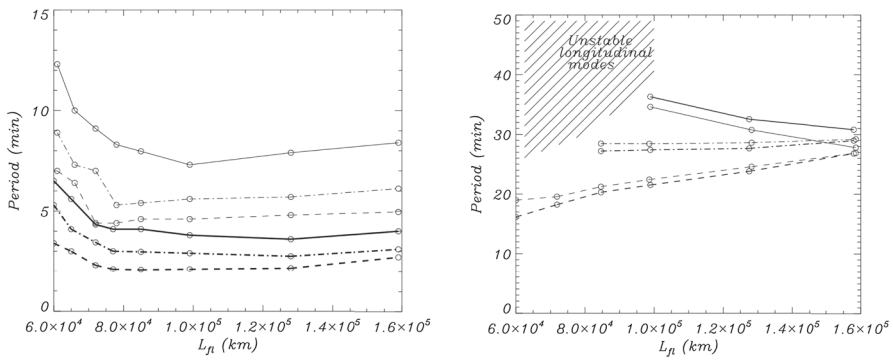 15
10
5
0
Period (min)
6.0×10⁴ 8.0×10⁴ 1.0×10⁵ 1.2×10⁵ 1.4×10⁵ 1.6×10⁵
L_fl (km)
50
40
30
20
10
0
Period (min)
Unstable
longitudinal
modes
6.0×10⁴ 8.0×10⁴ 1.0×10⁵ 1.2×10⁵ 1.4×10⁵ 1.6×10⁵
L_fl (km)